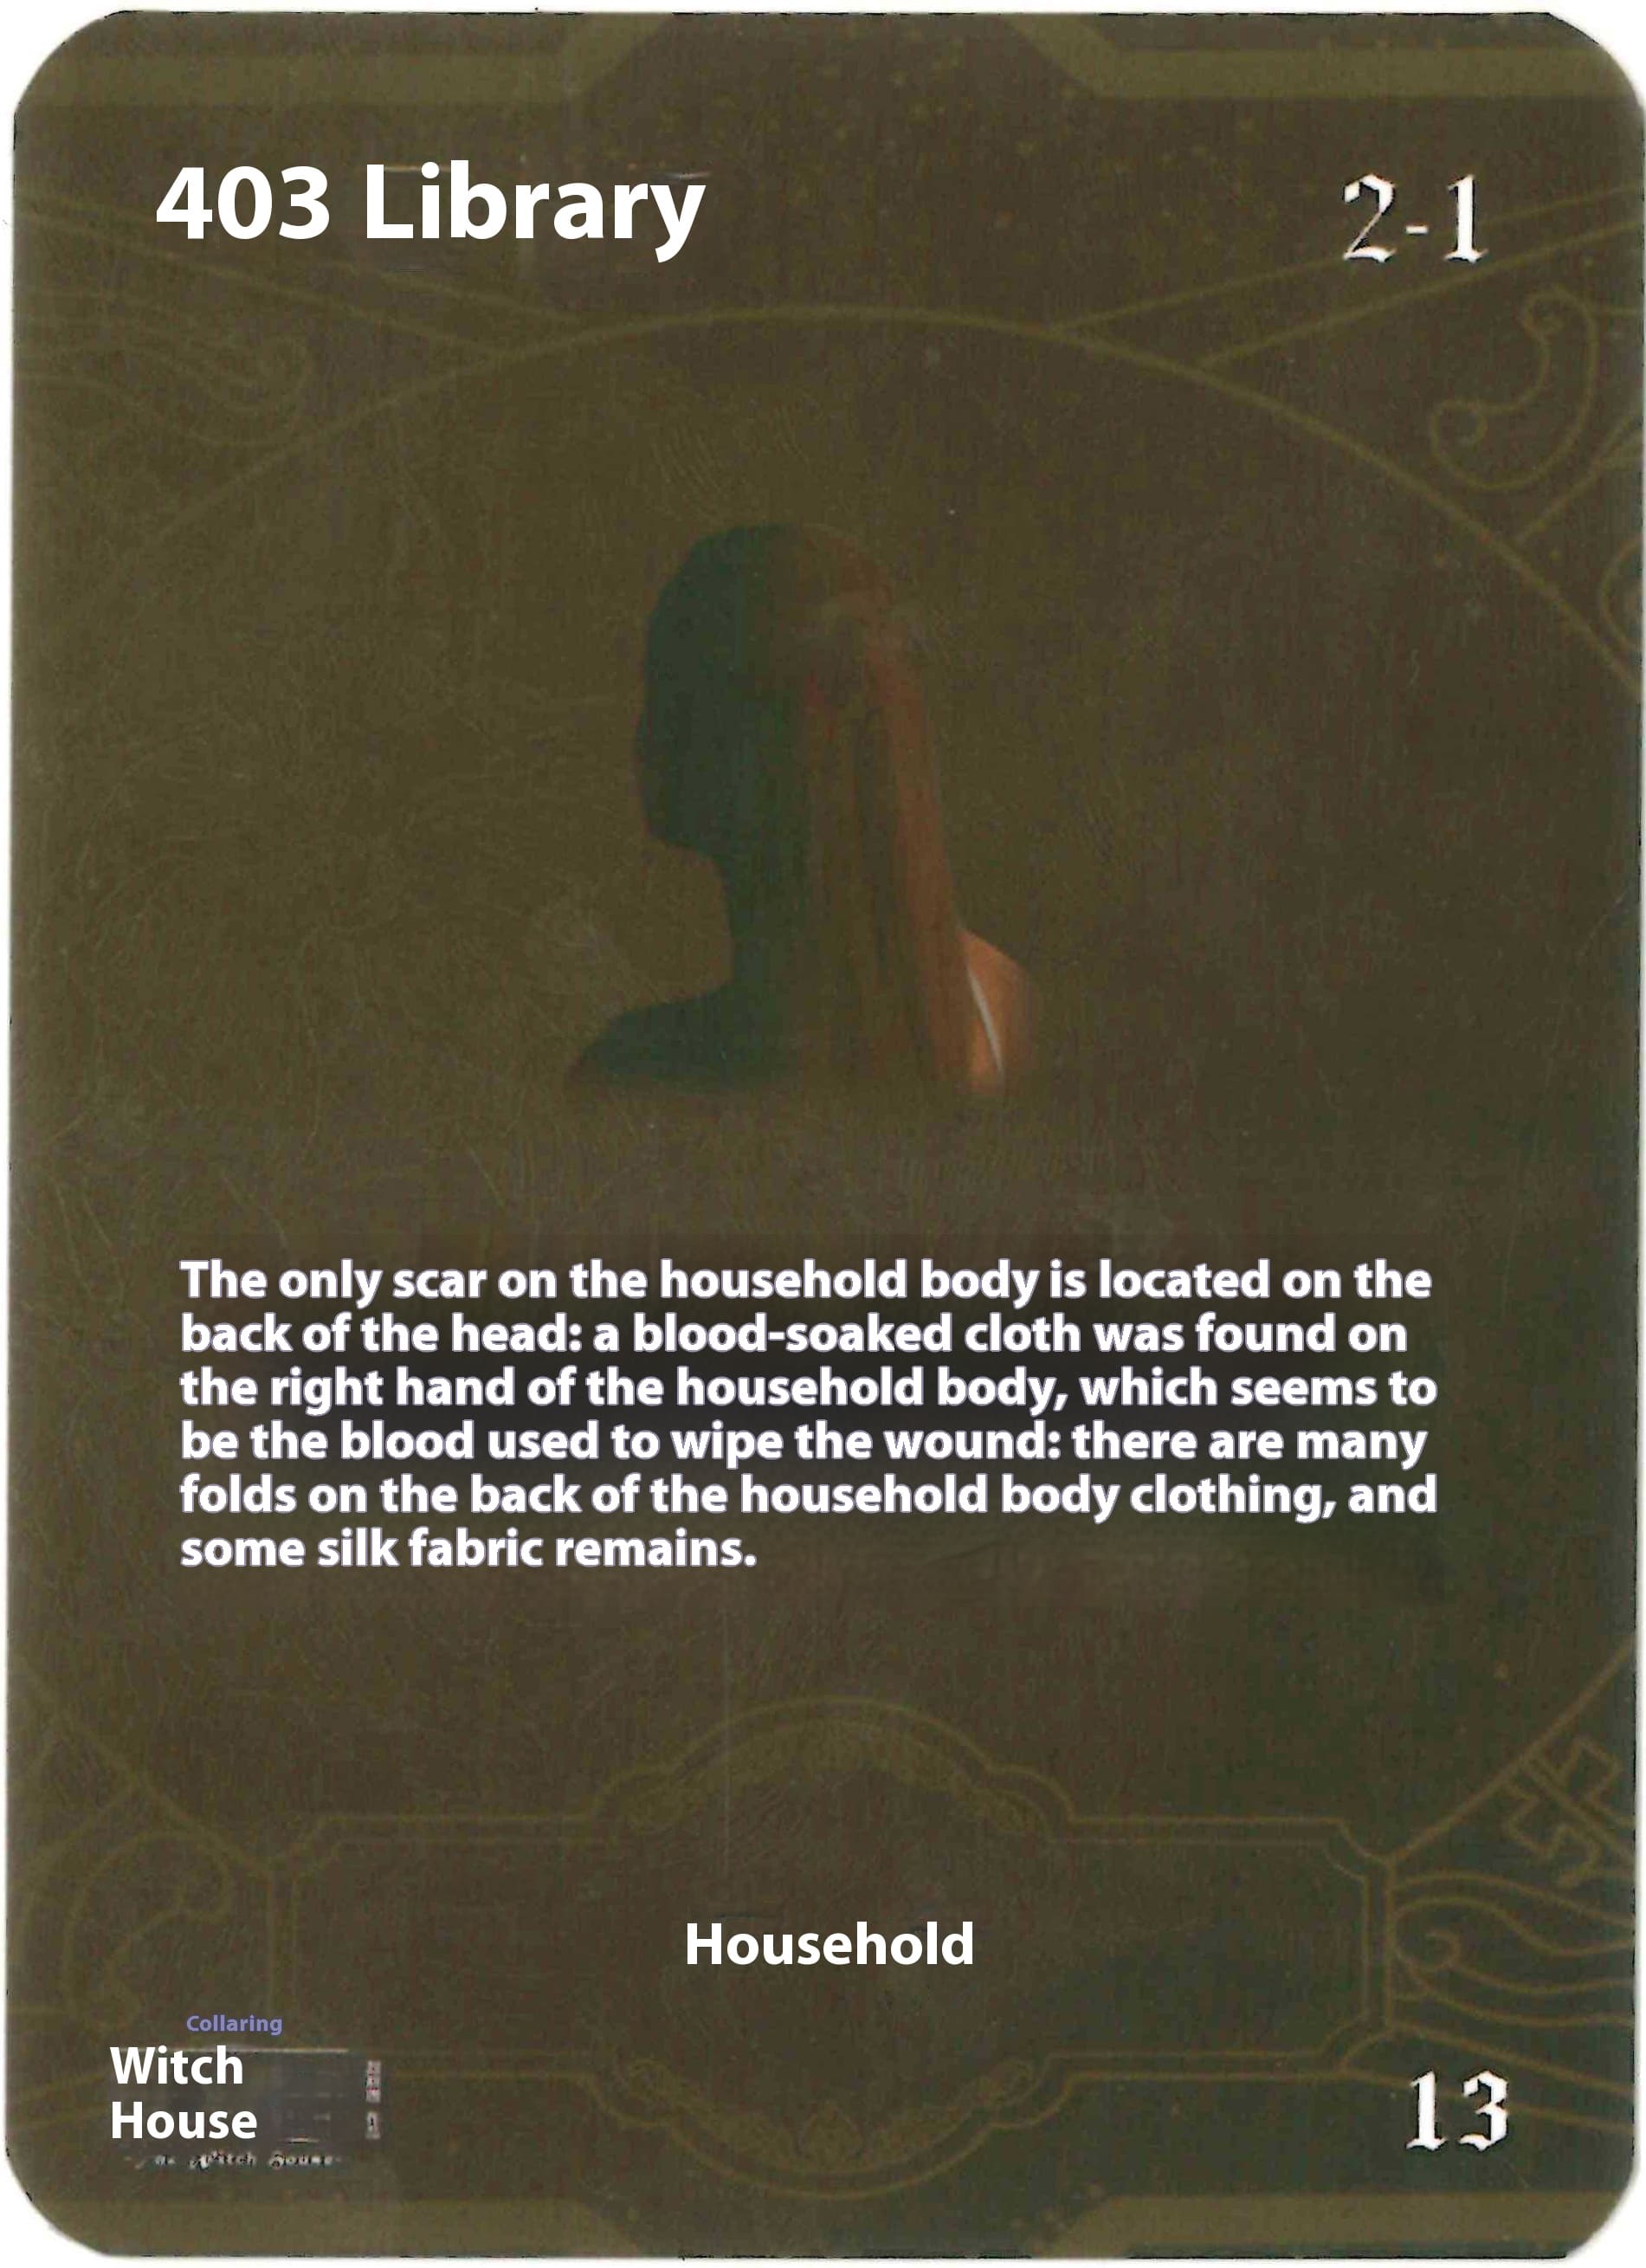 403 Library
2-1
The only scar on the household body is located on the
back of the head: a blood-soaked cloth was found on
the right hand of the household body, which seems to
be the blood used to wipe the wound: there are many
folds on the back of the household body clothing, and
some silk fabric remains.
Household
Collaring
Witch
House
Witch House
13